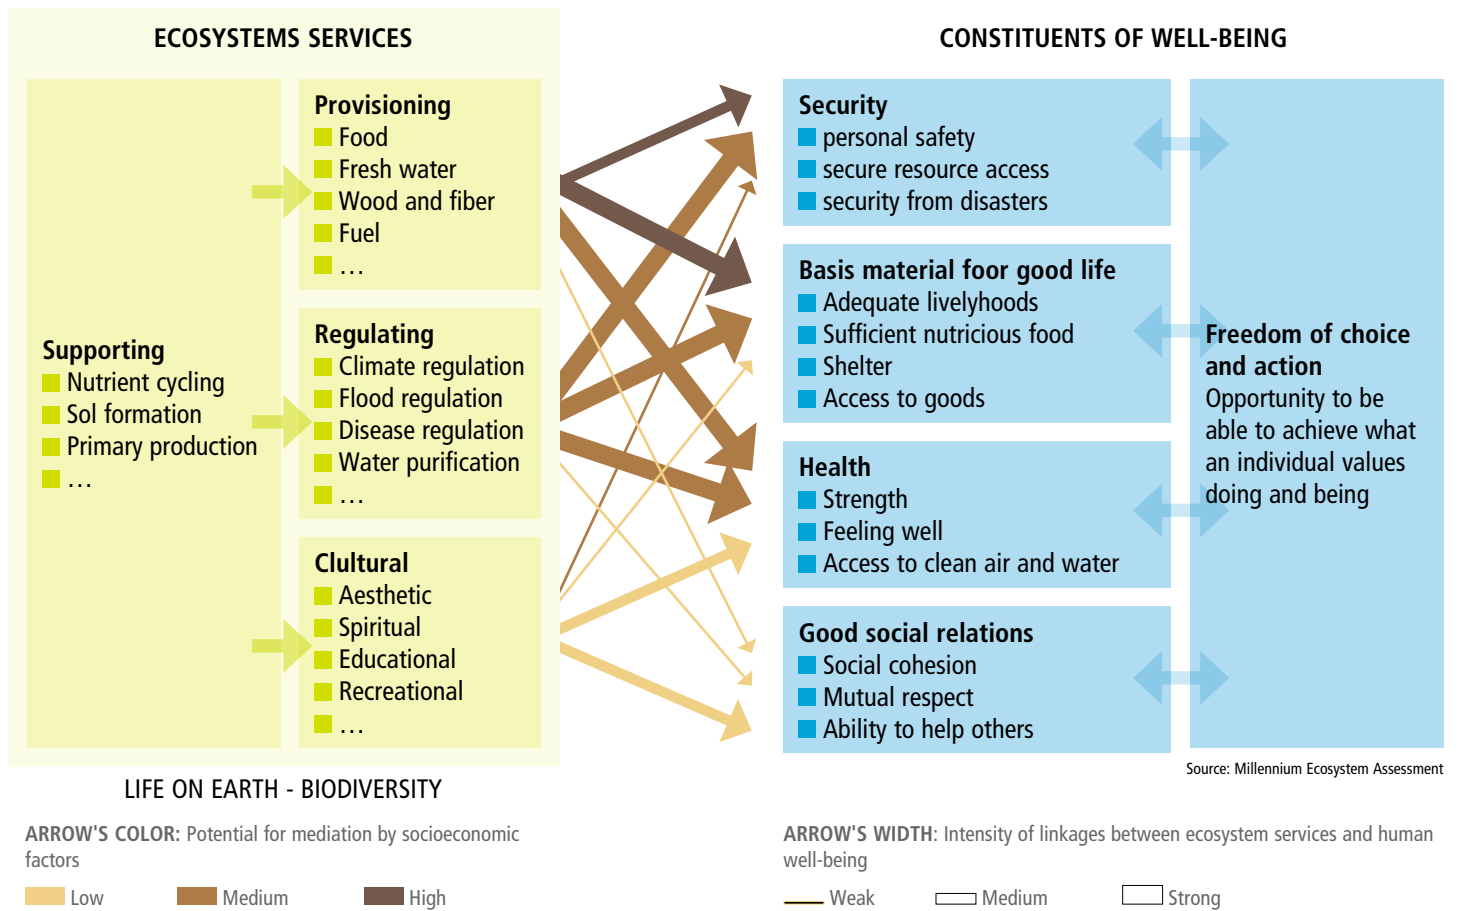 ECOSYSTEMS SERVICES
Supporting
Nutrient cycling
Sol formation
Primary production
…
Provisioning
Food
Fresh water
Wood and fiber
Fuel
…
Regulating
Climate regulation
Flood regulation
Disease regulation
Water purification
…
Clultural
Aesthetic
Spiritual
Educational
Recreational
…
LIFE ON EARTH - BIODIVERSITY
CONSTITUENTS OF WELL-BEING
Security
personal safety
secure resource access
security from disasters
Basis material foor good life
Adequate livelyhoods
Sufficient nutricious food
Shelter
Access to goods
Health
Strength
Feeling well
Access to clean air and water
Good social relations
Social cohesion
Mutual respect
Ability to help others
Freedom of choice
and action
Opportunity to be
able to achieve what
an individual values
doing and being
Source: Millennium Ecosystem Assessment
ARROW'S COLOR: Potential for mediation by socioeconomic
factors
Low
Medium
High
ARROW'S WIDTH: Intensity of linkages between ecosystem services and human
well-being
Weak
Medium
Strong